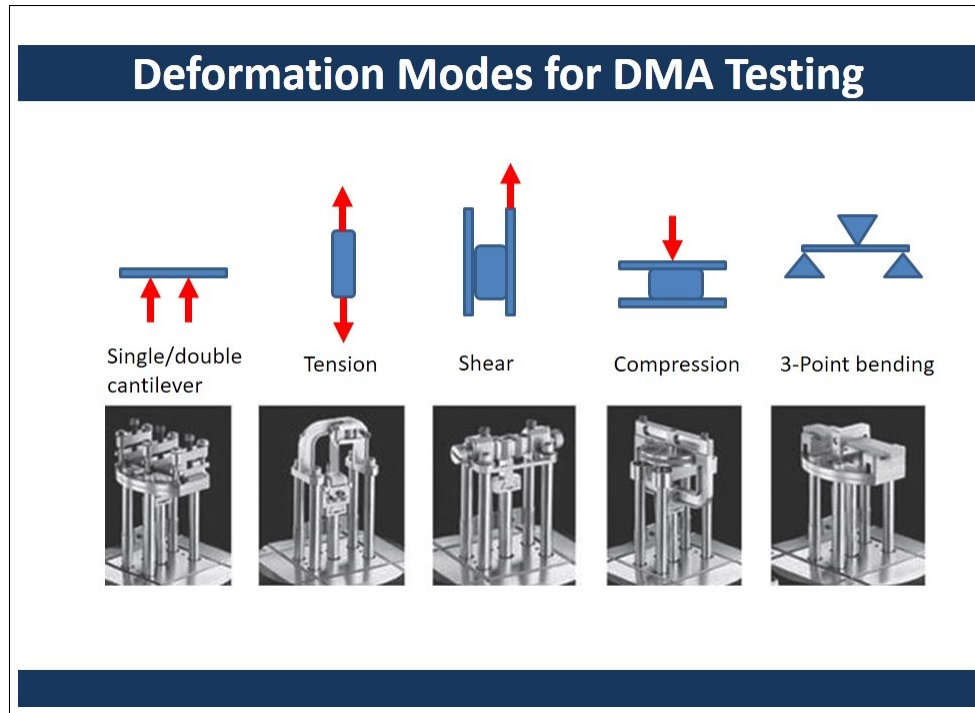 Deformation Modes for DMA Testing
Single/double
cantilever
Tension
Shear
Compression
3-Point bending